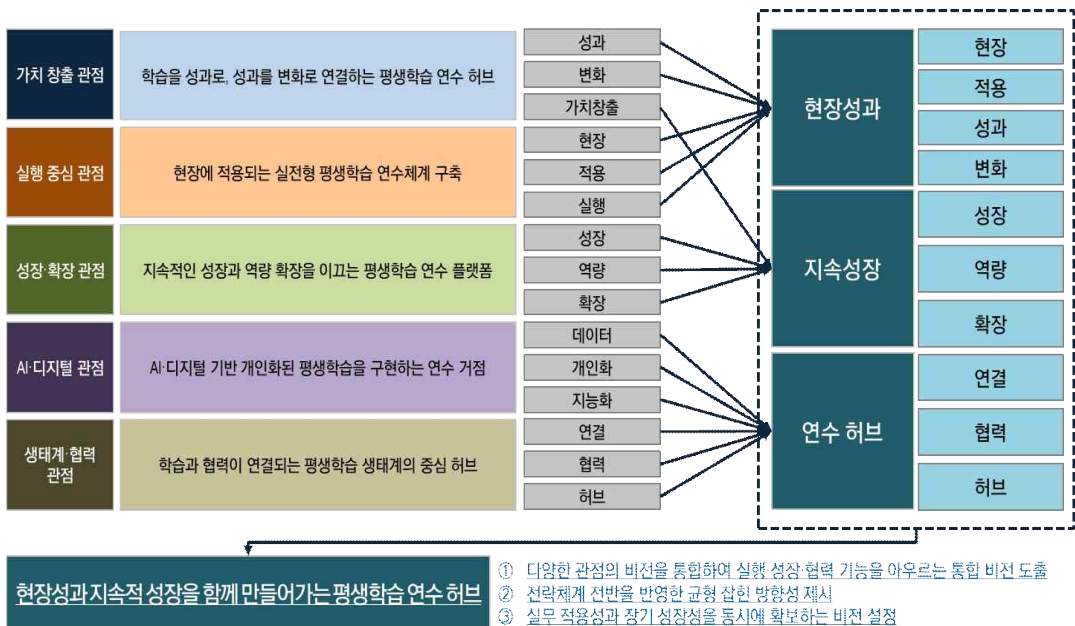 가치 창출 관점
학습을 성과로, 성과를 변화로 연결하는 평생학습 연수 허브
성과
변화
가치창출
실행 중심 관점
현장에 적용되는 실전형 평생학습 연수체계 구축
현장
적용
실행
성장·확장 관점
지속적인 성장과 역량 확장을 이끄는 평생학습 연수 플랫폼
성장
역량
확장
AI·디지털 관점
AI·디지털 기반 개인화된 평생학습을 구현하는 연수 거점
데이터
개인화
지능화
생태계·협력
관점
학습과 협력이 연결되는 평생학습 생태계의 중심 허브
연결
협력
허브
현장성과
현장
적용
성과
변화
지속성장
성장
역량
확장
연수 허브
연결
협력
허브
현장성과 지속적 성장을 함께 만들어가는 평생학습 연수 허브
① 다양한 관점의 비전을 통합하여 실행·성장·협력 기능을 아우르는 통합 비전 도출
② 전략체계 전반을 반영한 균형 잡힌 방향성 제시
③ 실무 적용성과 장기 성장성을 동시에 확보하는 비전 설정